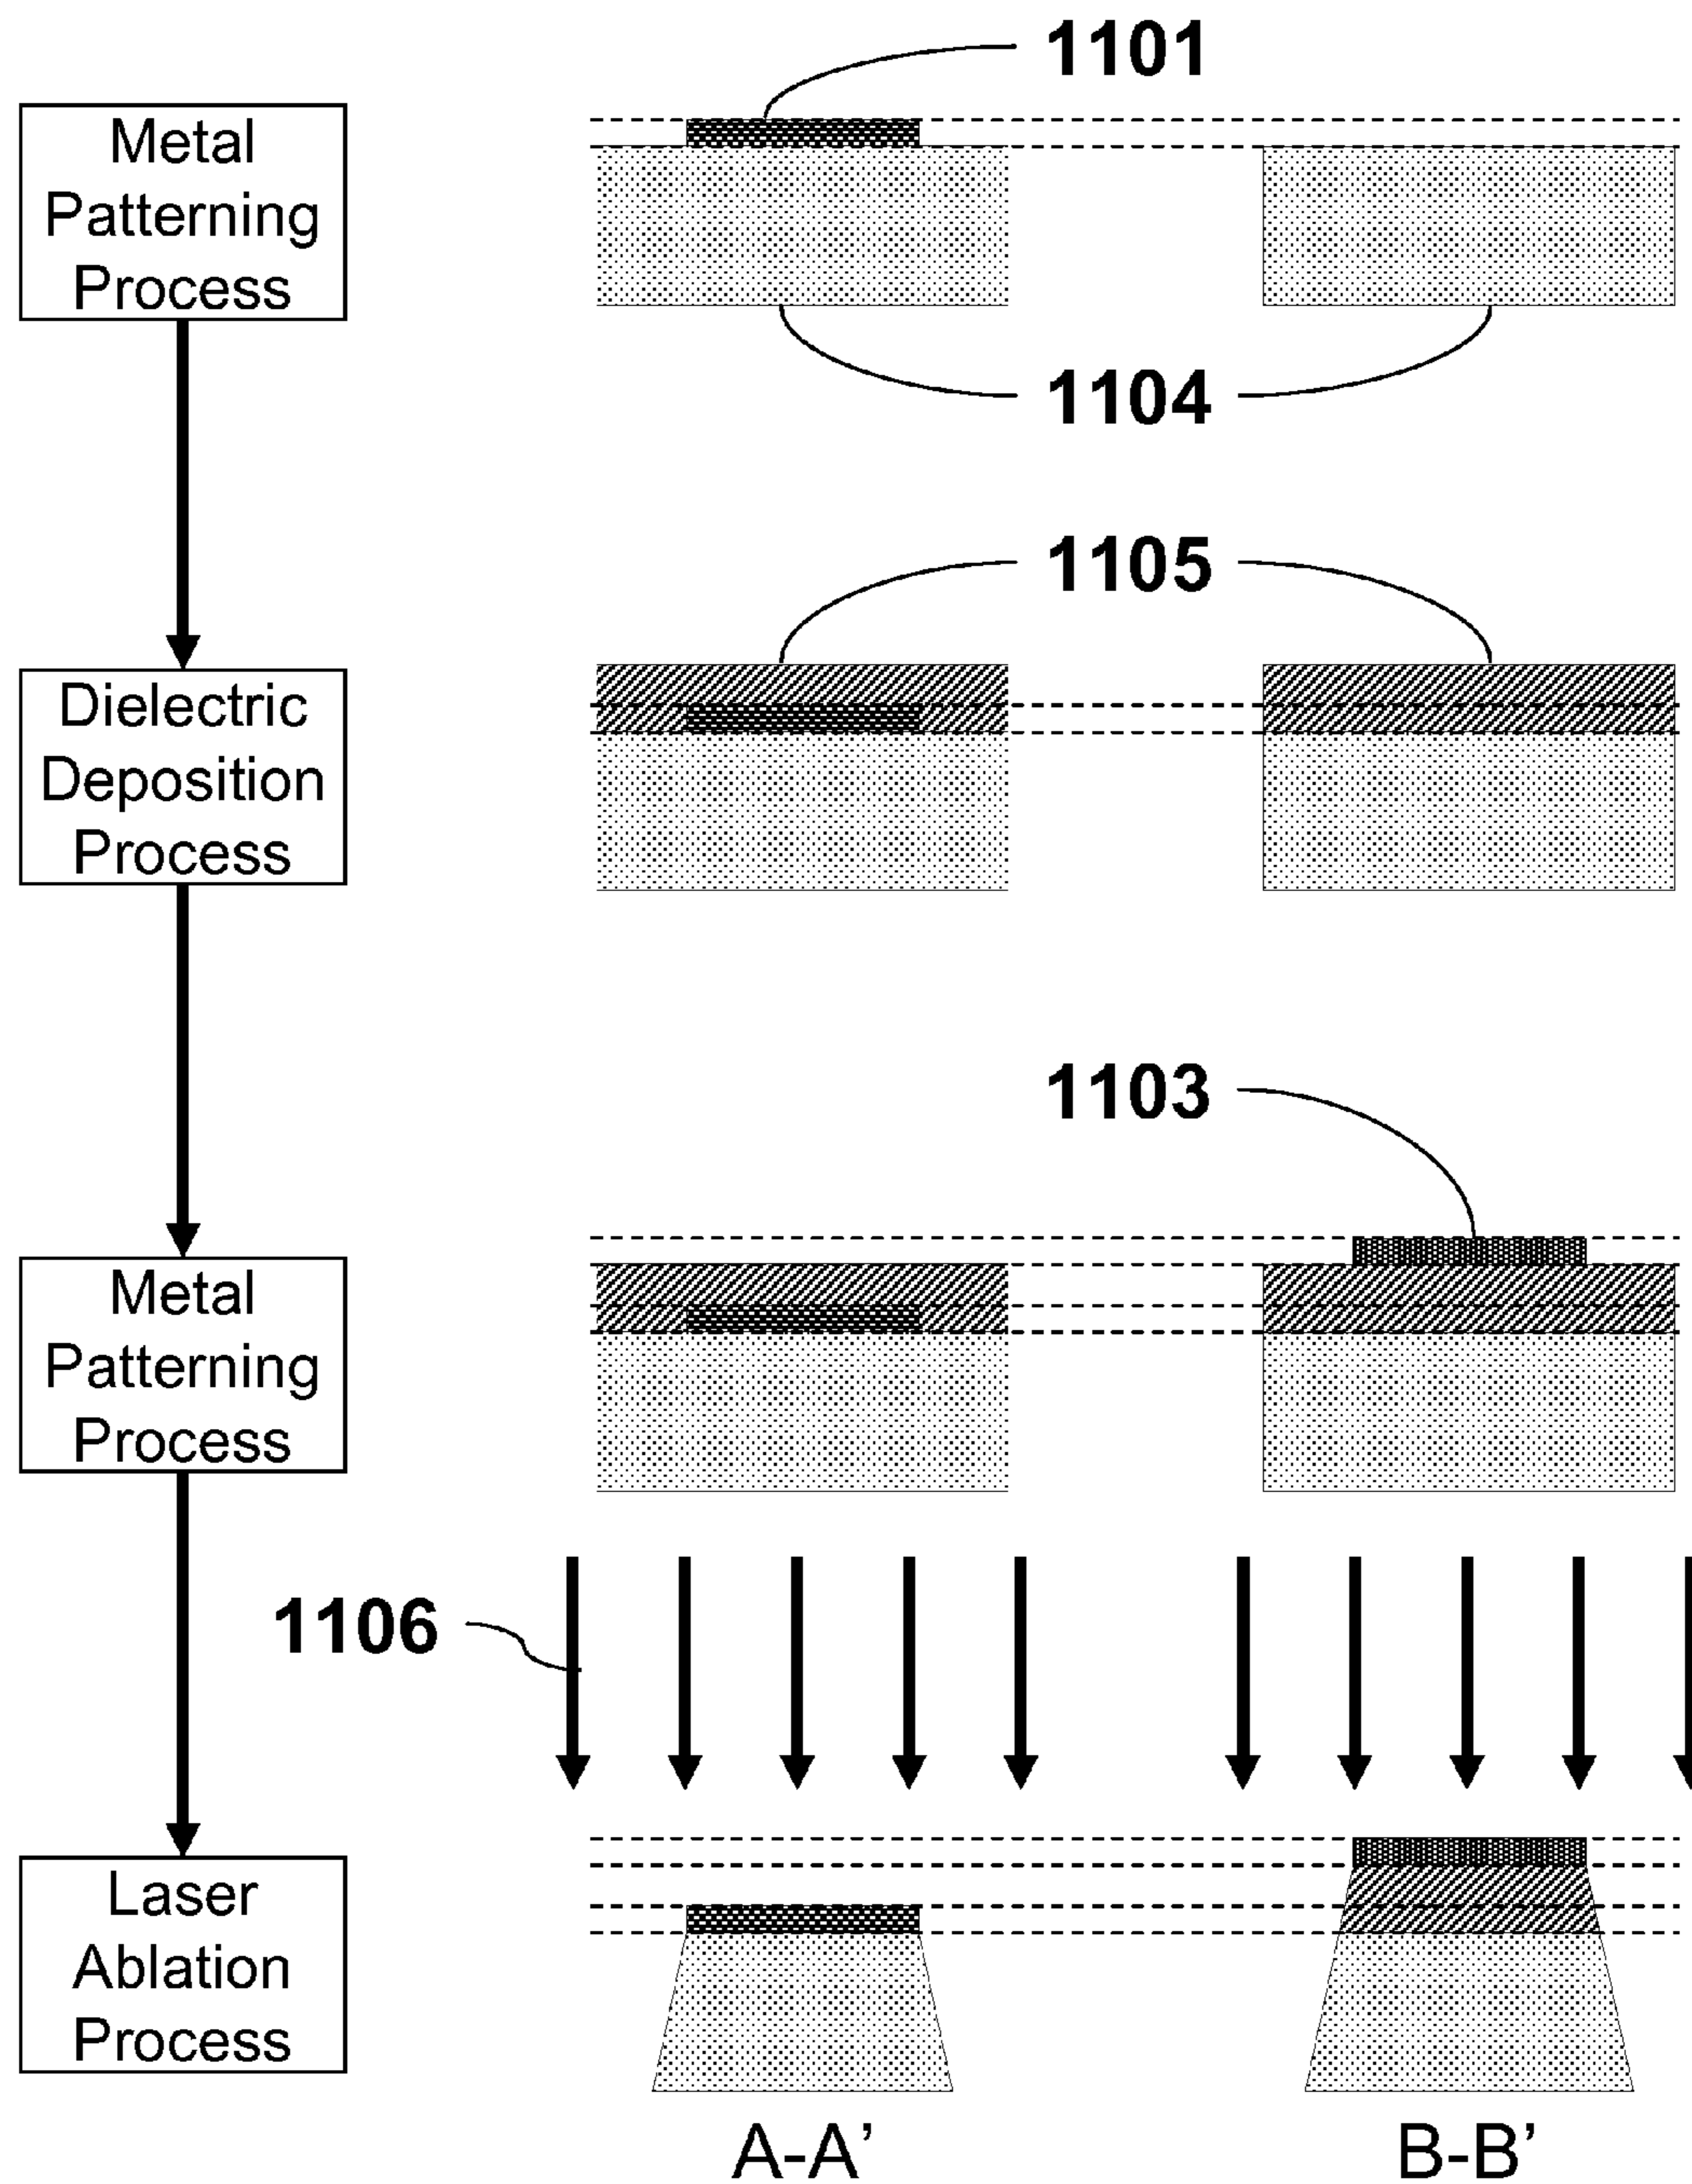 1101
Metal
Patterning
Process
1104
1105
Dielectric
Deposition
Process
1103
Metal
Patterning
Process
1106
Laser
Ablation
Process
A-A’
B-B’